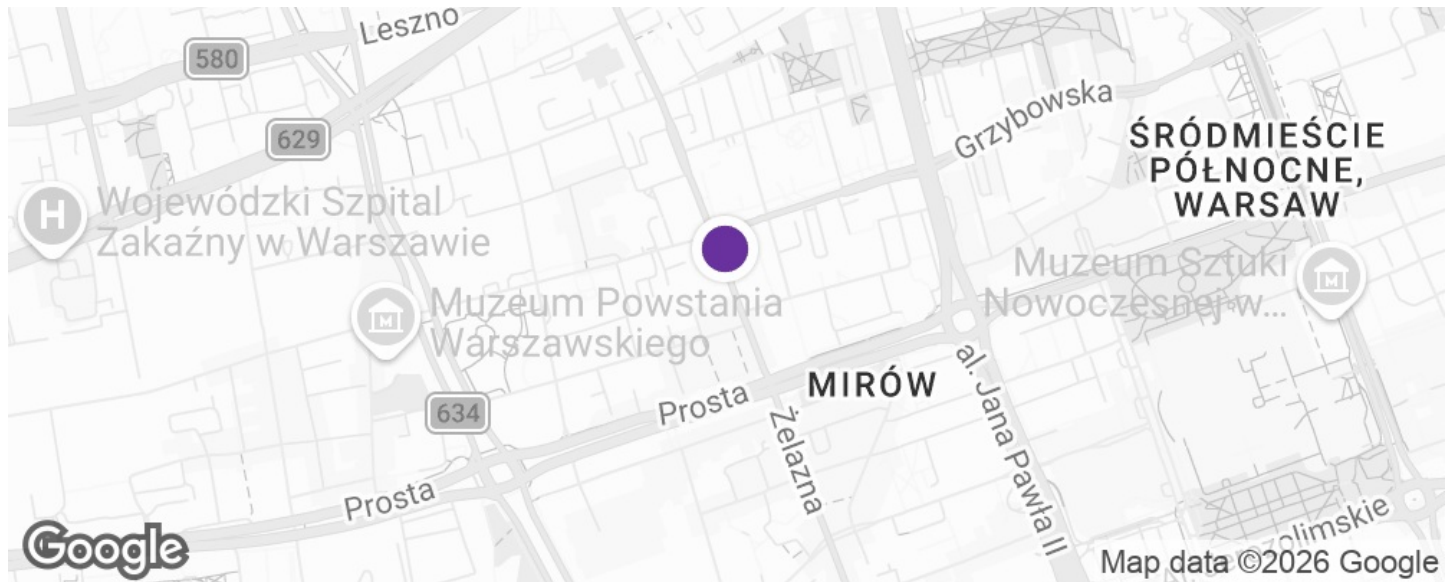 Leszno
580
629
Grzybowska
ŚRÓDMIEŚCIE
PÓŁNOCNE,
WARSAW
H
Wojewódzki Szpital
Zakaźny w Warszawie
Muzeum Powstania
Warszawskiego
Muzeum Sztuki
Nowoczesnej w...
M
M
MIRÓW
634
Prosta
Żelazna
al. Jana Pawła II
Prosta
Google
Map data ©2026 Google